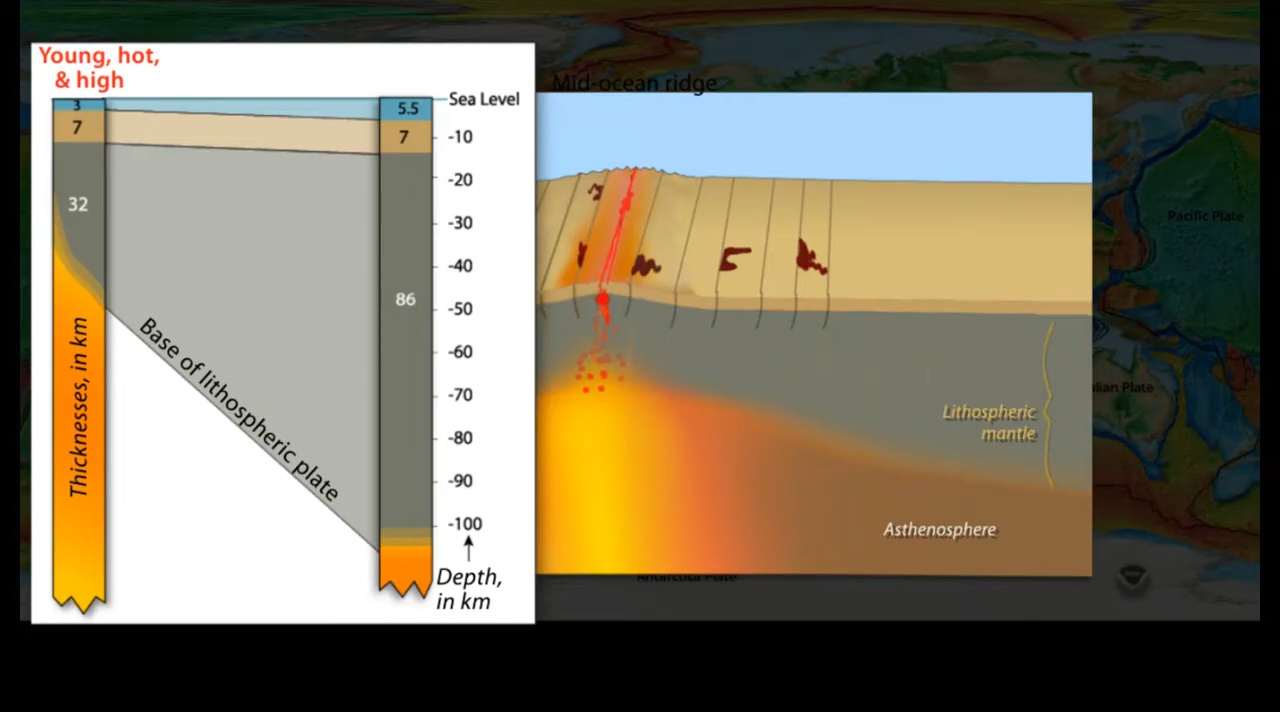 Young, hot,
& high
Mid-ocean ridge
3
5.5
Sea Level
7
7
-10
-20
32
-30
-40
86
-50
-60
-70
-80
-90
-100
Base of lithospheric plate
Thicknesses, in km
Depth,
in km
Lithospheric
mantle
Asthenosphere
Pacific Plate
Plate
Antarctica Plate